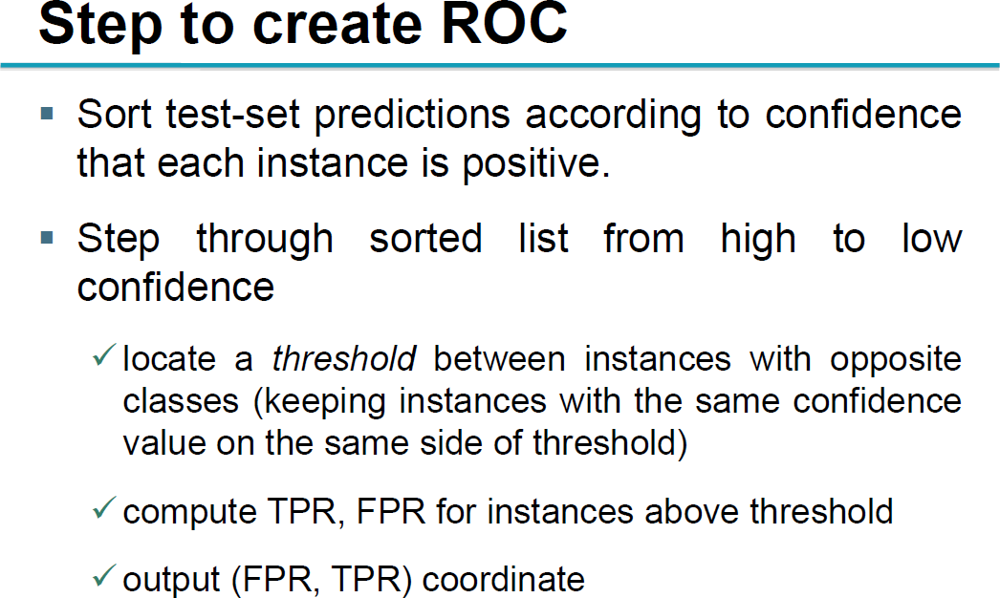 Step to create ROC
▪ Sort test-set predictions according to confidence
that each instance is positive.
▪ Step through sorted list from high to low
confidence
✓ locate a threshold between instances with opposite
classes (keeping instances with the same confidence
value on the same side of threshold)
✓ compute TPR, FPR for instances above threshold
✓ output (FPR, TPR) coordinate